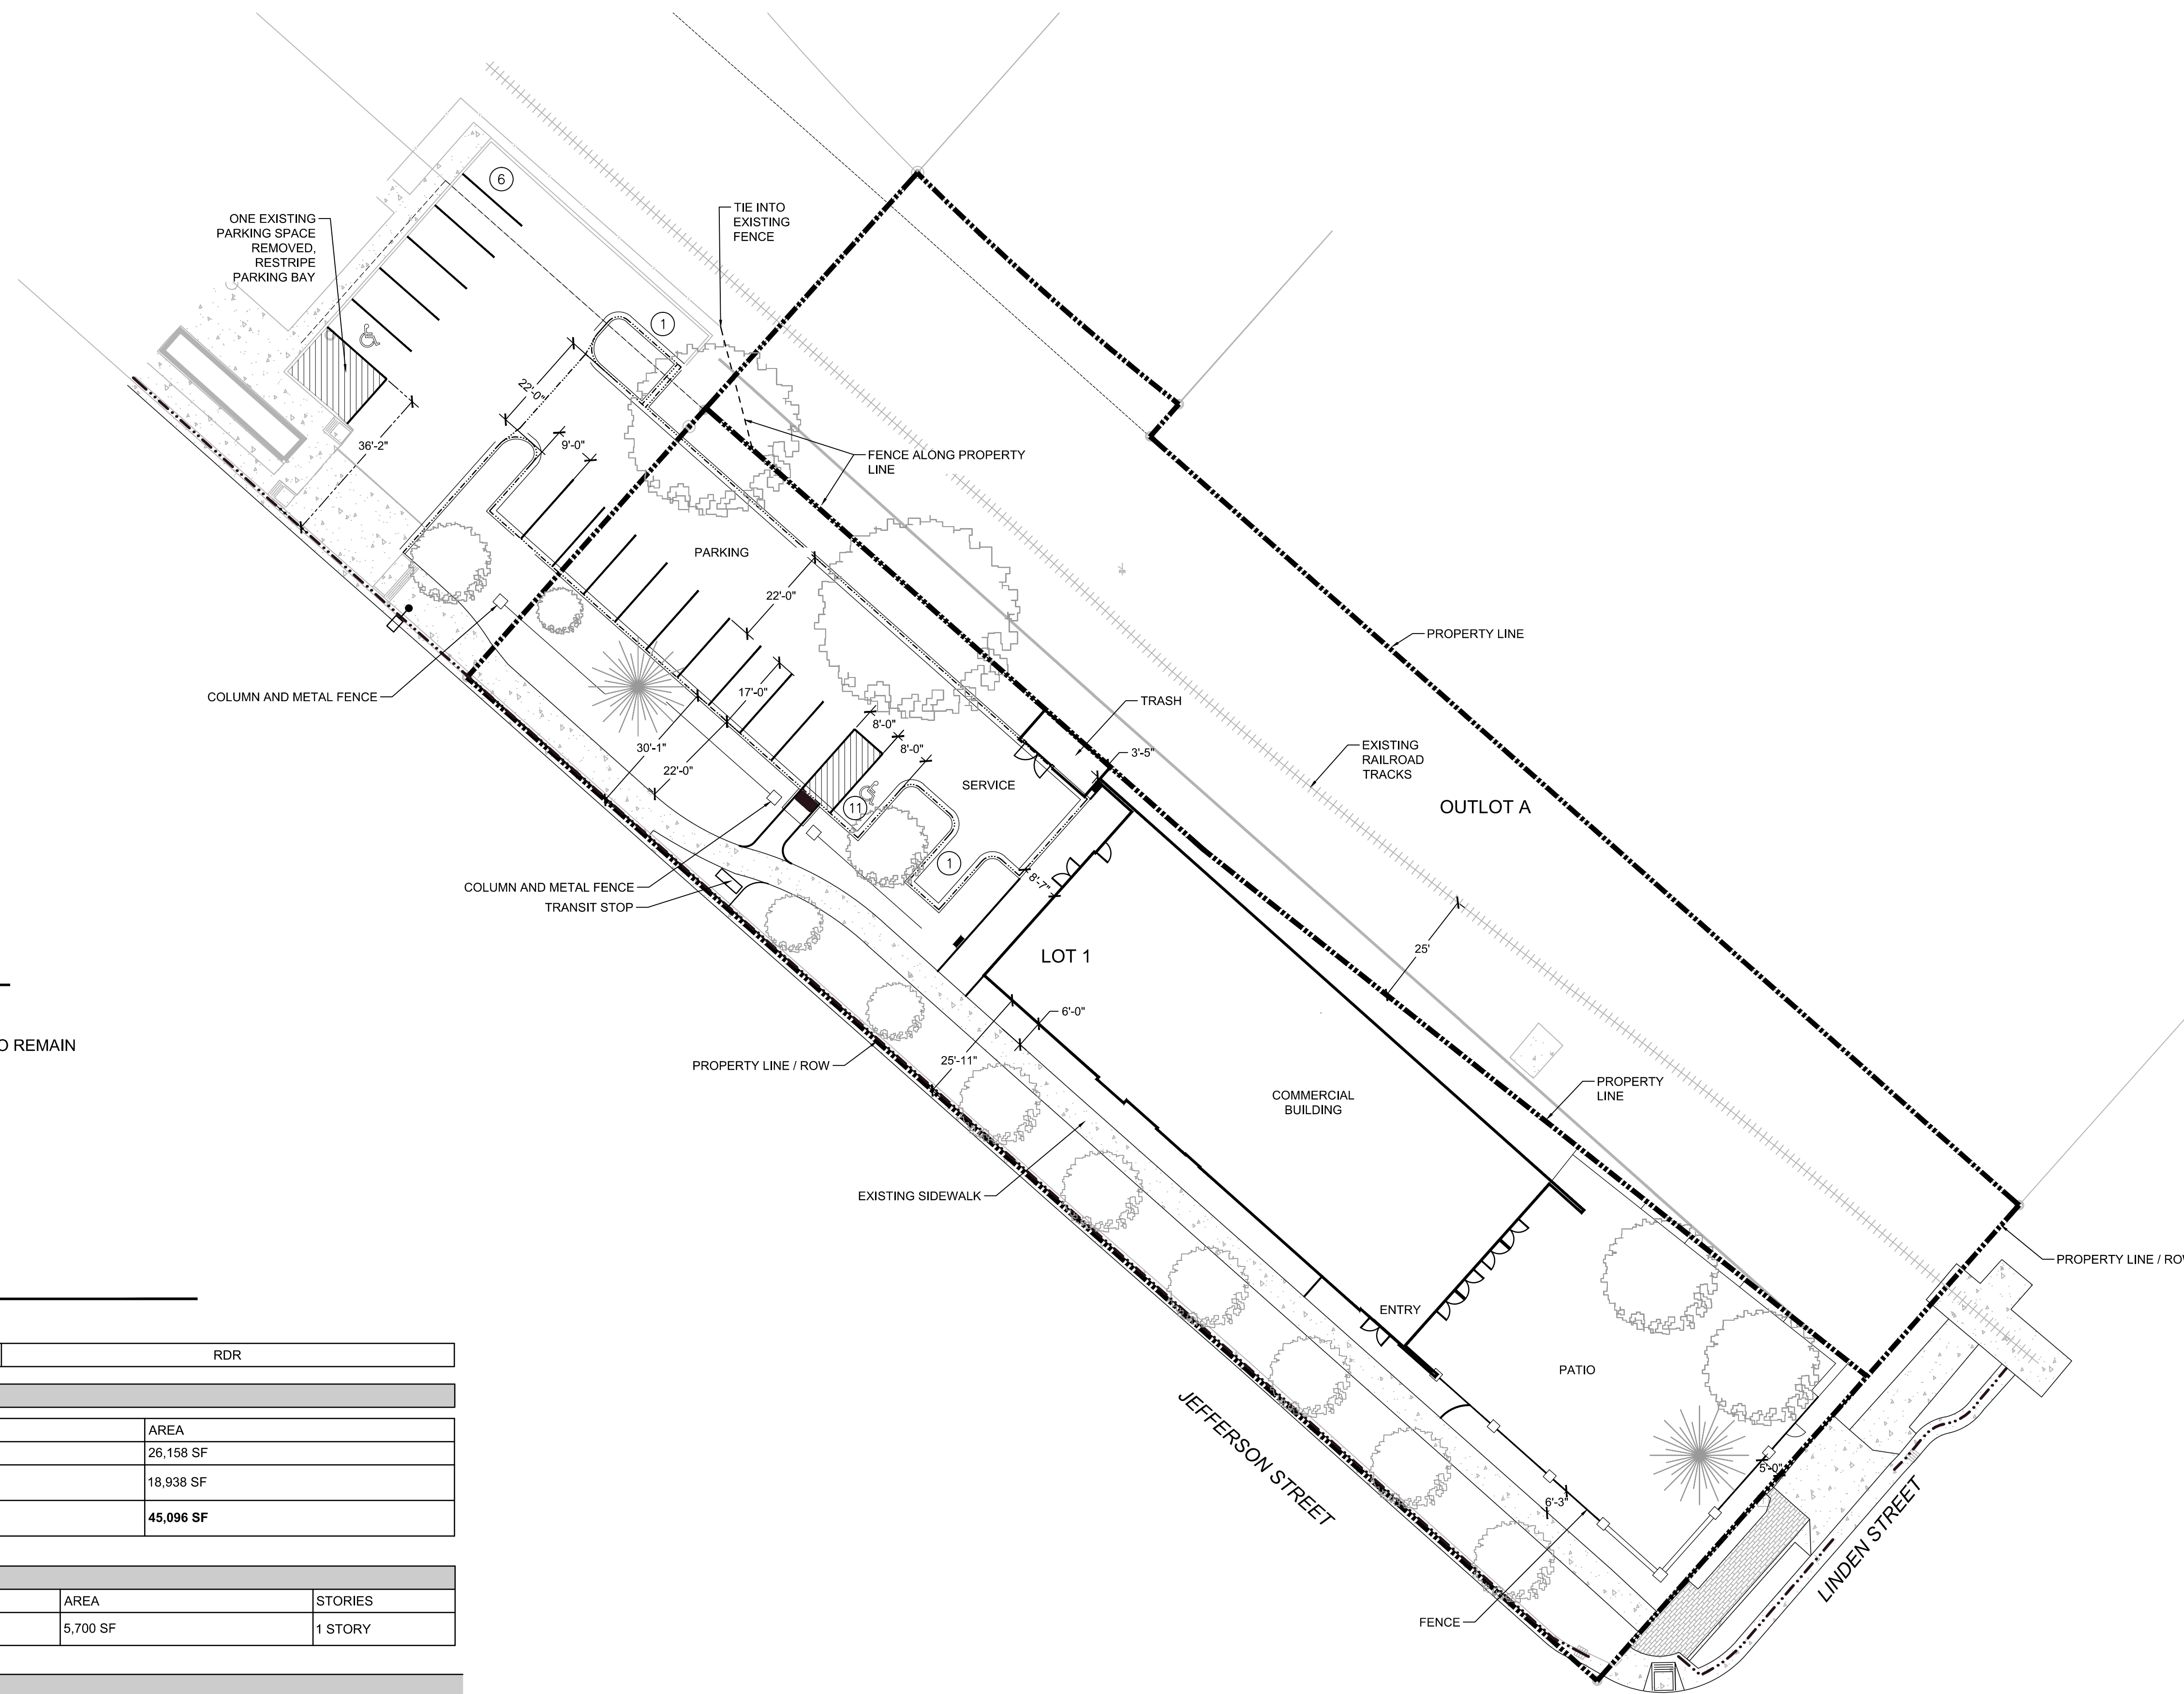 6
ONE EXISTING
PARKING SPACE
REMOVED,
RESTRIPE
PARKING BAY
TIE INTO
EXISTING
FENCE
1
22'-0"
36'-2"
9'-0"
FENCE ALONG PROPERTY
LINE
PARKING
22'-0"
PROPERTY LINE
COLUMN AND METAL FENCE
17'-0"
TRASH
8'-0"
30'-1"
8'-0"
3'-5"
EXISTING
RAILROAD
TRACKS
22'-0"
SERVICE
OUTLOT A
11
1
COLUMN AND METAL FENCE
8'-7"
TRANSIT STOP
25'
LOT 1
6'-0"
O REMAIN
PROPERTY LINE / ROW
25'-11"
COMMERCIAL
BUILDING
PROPERTY
LINE
EXISTING SIDEWALK
PROPERTY LINE / ROW
ENTRY
PATIO
JEFFERSON STREET
5'-0"
6'-3"
LINDEN STREET
FENCE
RDR
AREA
26,158 SF
18,938 SF
45,096 SF
AREA STORIES
5,700 SF 1 STORY